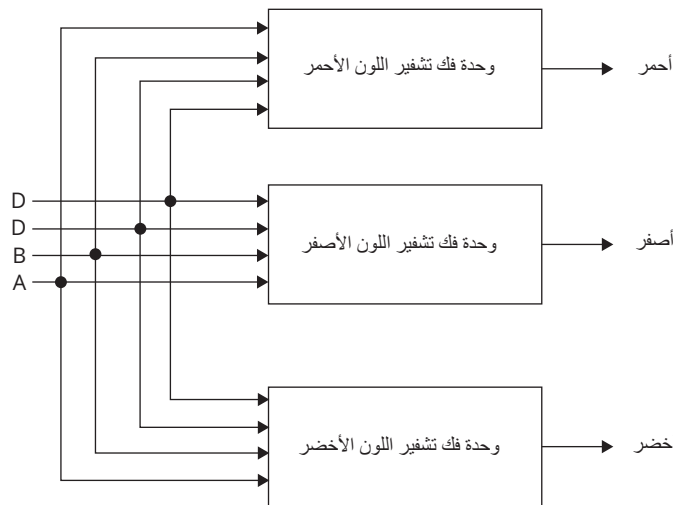 وحدة فك تشفير اللون الأحمر
أحمر
D
D
B
A
وحدة فك تشفير اللون الأصفر
أصفر
وحدة فك تشفير اللون الأخضر
خضر